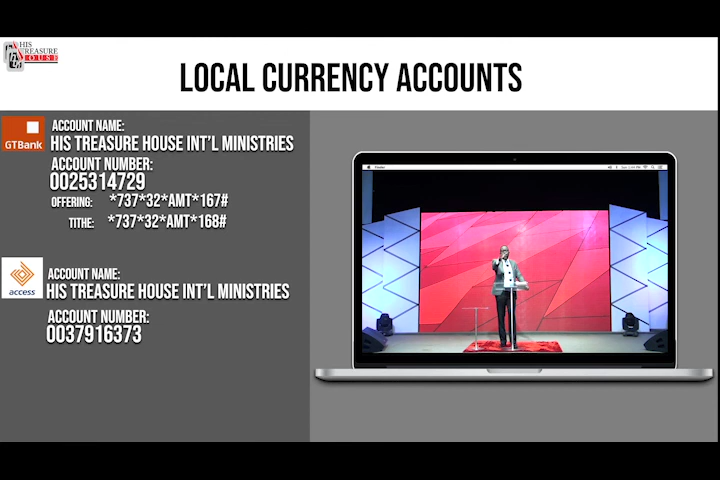 HIS
TREASURE
HOUSE
LOCAL CURRENCY ACCOUNTS
GTBank
ACCOUNT NAME:
HIS TREASURE HOUSE INT'L MINISTRIES
ACCOUNT NUMBER:
0025314729
OFFERING: *737*32*AMT*167#
TITHE: *737*32*AMT*168#
access
ACCOUNT NAME:
HIS TREASURE HOUSE INT'L MINISTRIES
ACCOUNT NUMBER:
0037916373
Finder